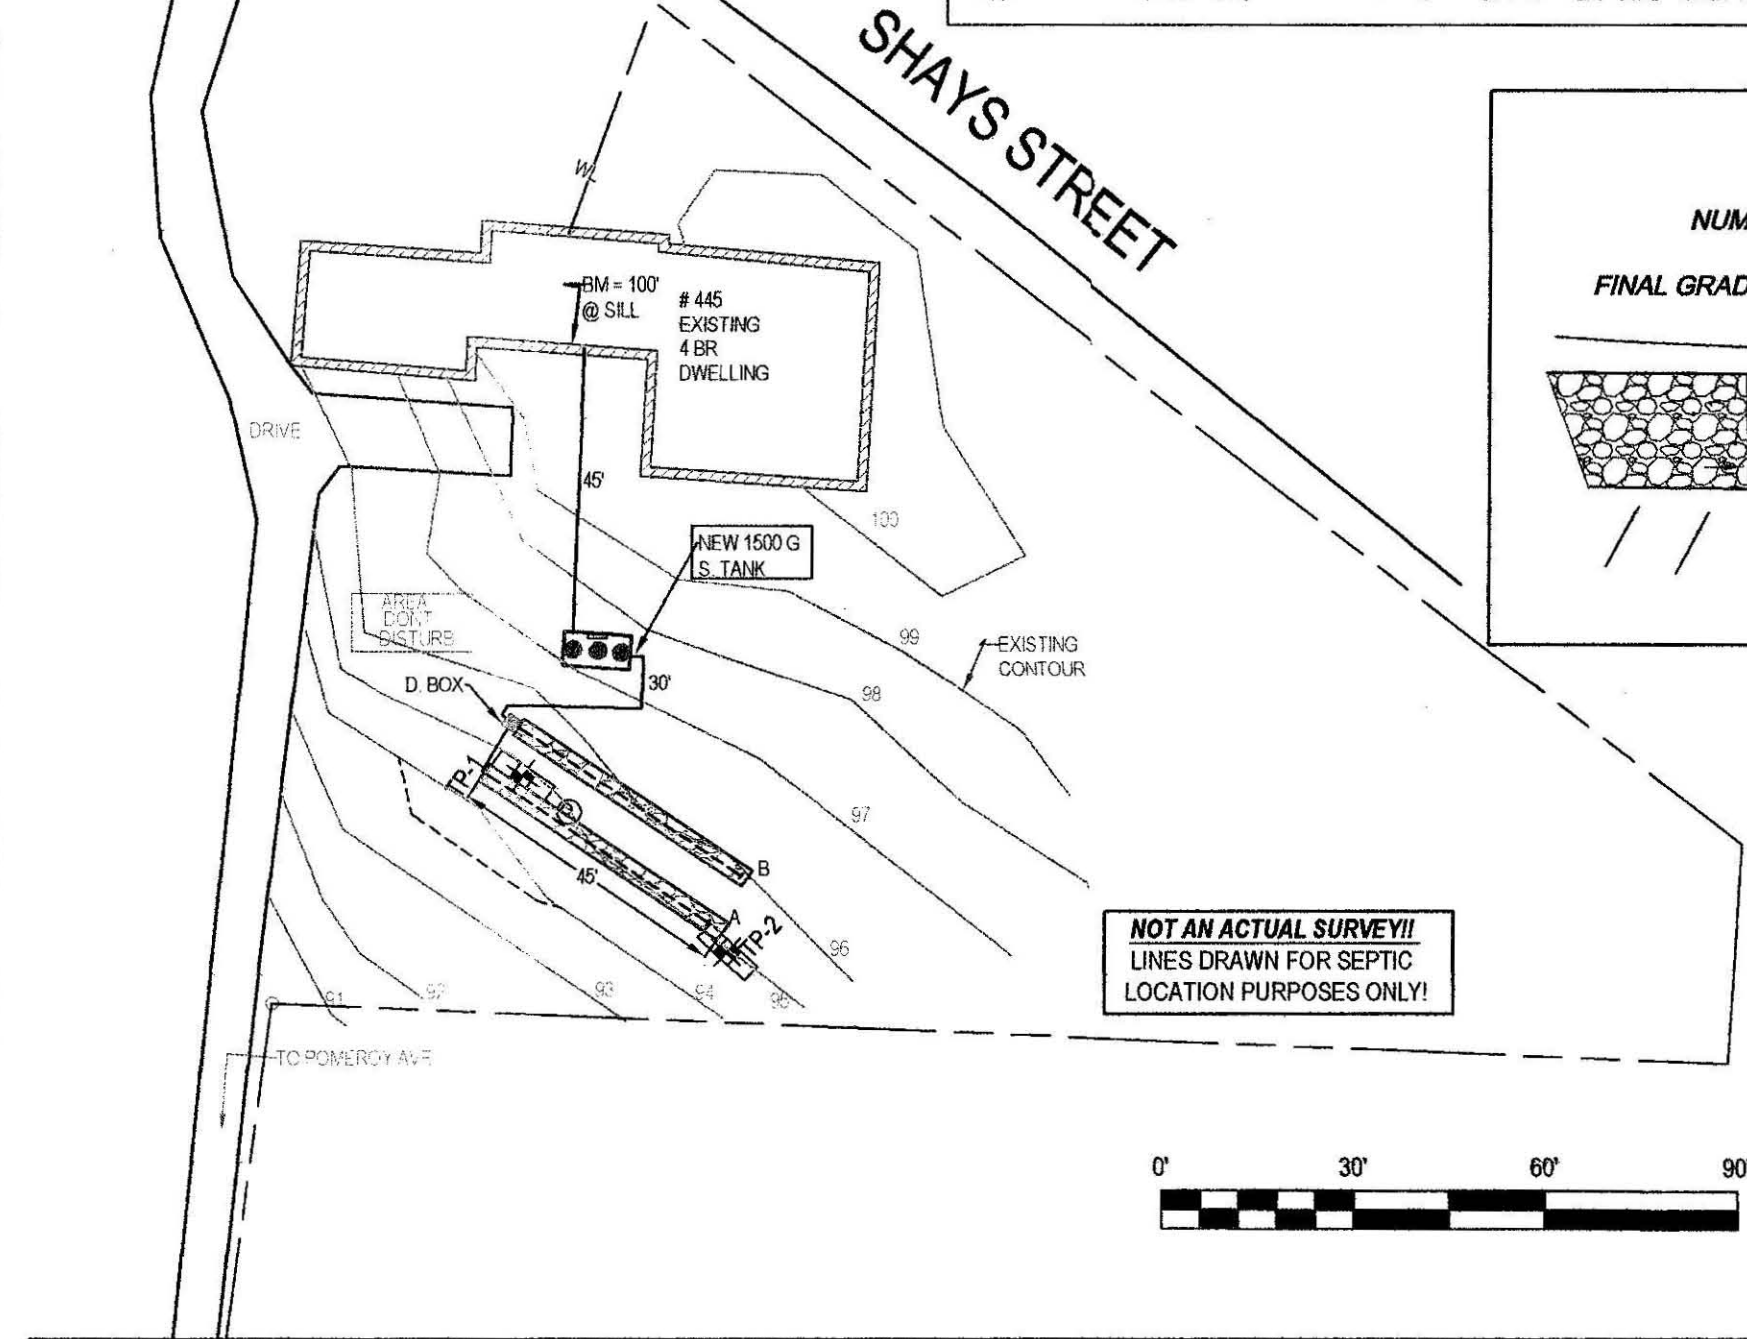 SHAYS STREET
NUM
FINAL GRAD
W
BM = 100'
@ SILL
# 445
EXISTING
4 BR
DWELLING
DRIVE
45'
100
NEW 1500 G
S. TANK
AREA
DONT
DISTURB
99
EXISTING
CONTOUR
D. BOX
30'
98
TP-1
97
45'
B
A
TP-2
96
NOT AN ACTUAL SURVEY!!
LINES DRAWN FOR SEPTIC
LOCATION PURPOSES ONLY!
91
92
93
94
95
TO POMEROY AVE
0'
30'
60'
90'